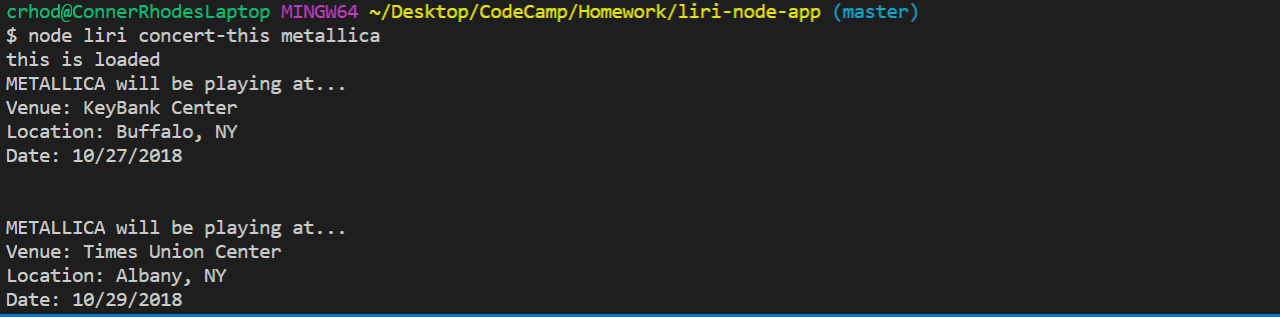 crhod@ConnerRhodesLaptop MINGW64 ~/Desktop/CodeCamp/Homework/liri-node-app (master)
$ node liri concert-this metallica
this is loaded
METALLICA will be playing at...
Venue: KeyBank Center
Location: Buffalo, NY
Date: 10/27/2018
METALLICA will be playing at...
Venue: Times Union Center
Location: Albany, NY
Date: 10/29/2018